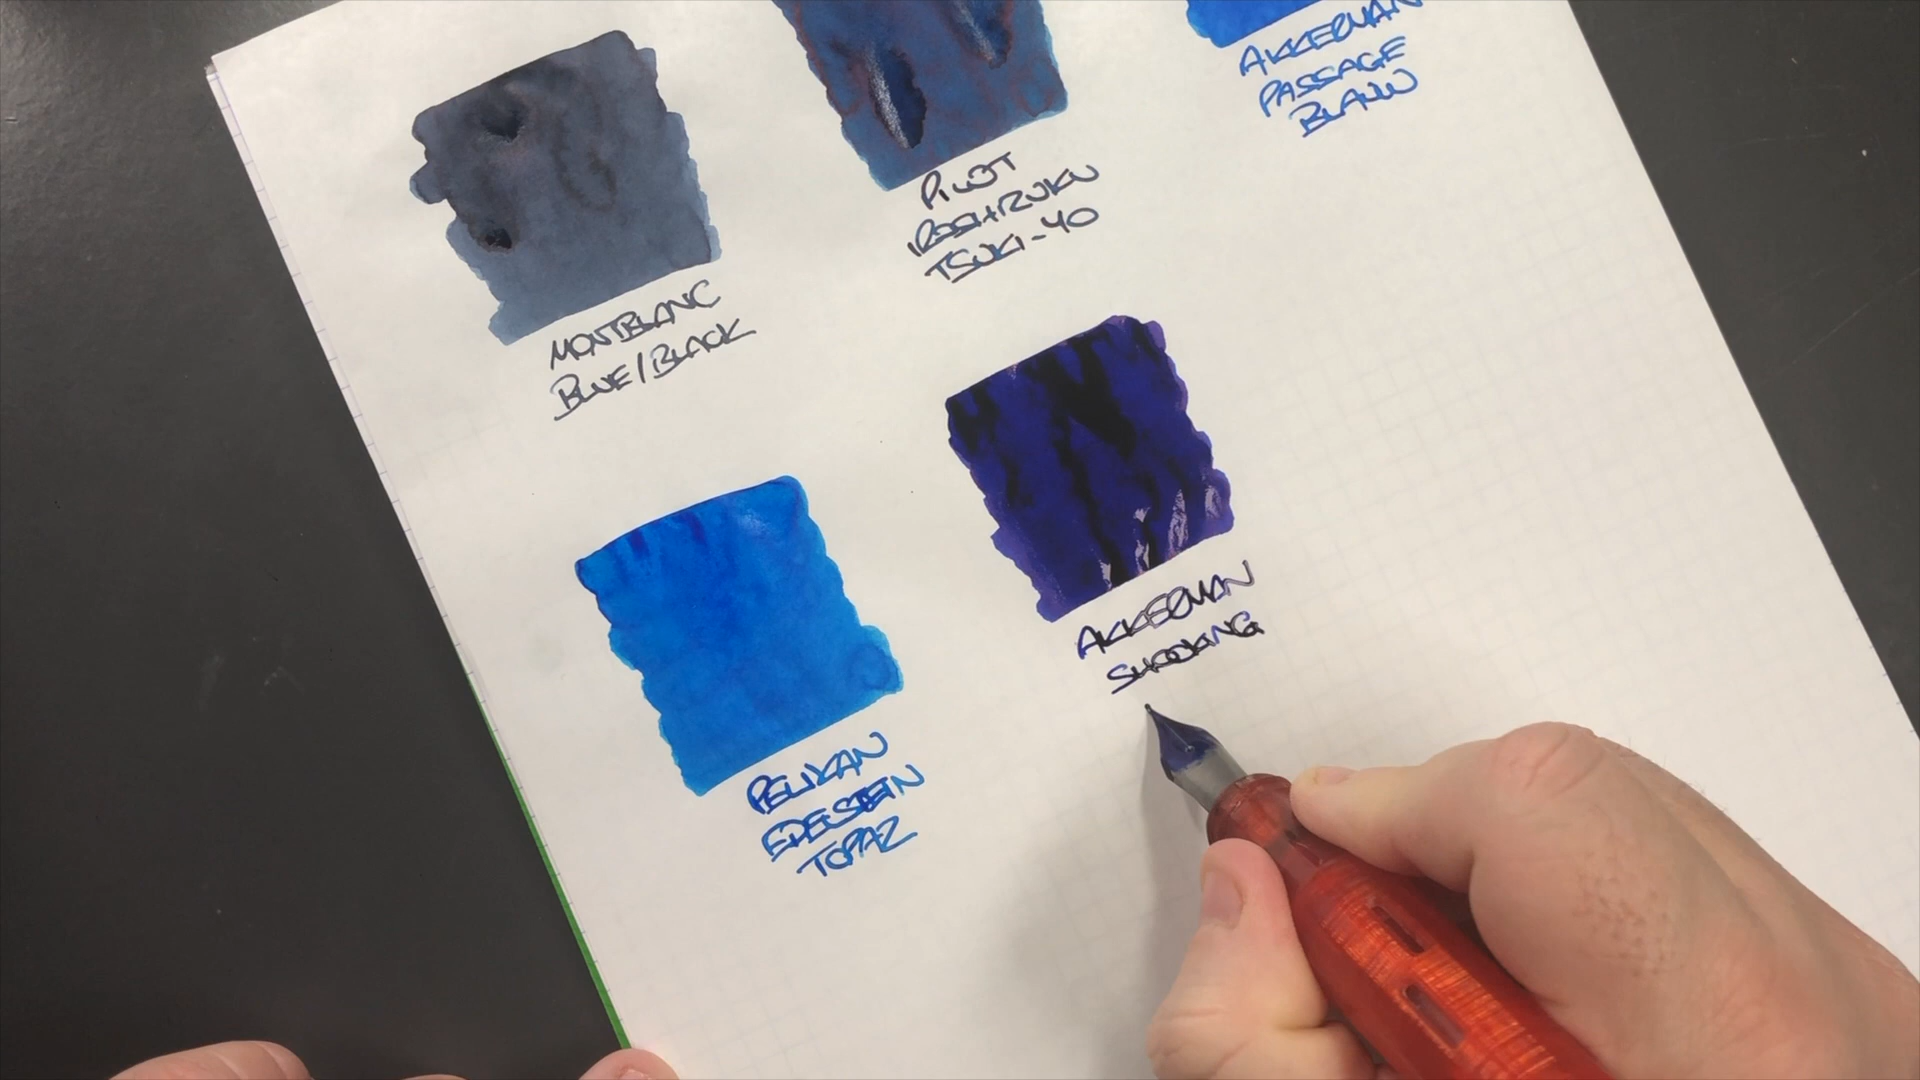 AKKERMAN
PASSAGE
BLAUW
PILOT
IROSHIZUKU
TSUKI-YO
MONTBLANC
BLUE/BLACK
AKKERMAN
SHOCKING
PELIKAN
EDELSTEIN
TOPAZ